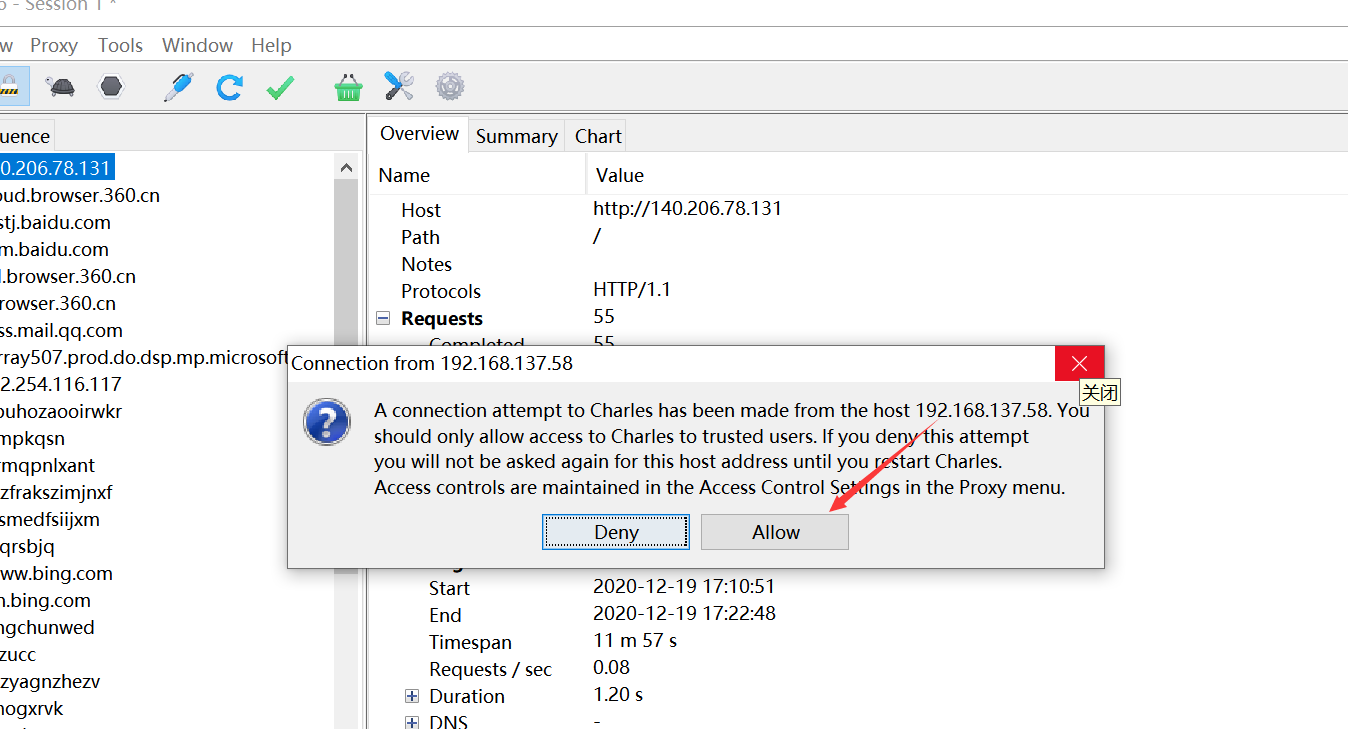 6 - Session 1 *
w Proxy Tools Window Help
uence
Overview Summary Chart
0.206.78.131
oud.browser.360.cn
stj.baidu.com
m.baidu.com
l.browser.360.cn
rowser.360.cn
ss.mail.qq.com
rray507.prod.do.dsp.mp.microsoft
2.254.116.117
ouhozaooirwkr
mpkqsn
rmqpnlxant
zfrakszimjnxf
smedfsiijxm
qrsbjq
ww.bing.com
n.bing.com
ngchunwed
zucc
zyagnzhezv
nogxrvk
Name Value
Host http://140.206.78.131
Path /
Notes
Protocols HTTP/1.1
Requests 55
Completed 55
Connection from 192.168.137.58
关闭
A connection attempt to Charles has been made from the host 192.168.137.58. You
should only allow access to Charles to trusted users. If you deny this attempt
you will not be asked again for this host address until you restart Charles.
Access controls are maintained in the Access Control Settings in the Proxy menu.
Deny Allow
Start 2020-12-19 17:10:51
End 2020-12-19 17:22:48
Timespan 11 m 57 s
Requests / sec 0.08
Duration 1.20 s
DNS -